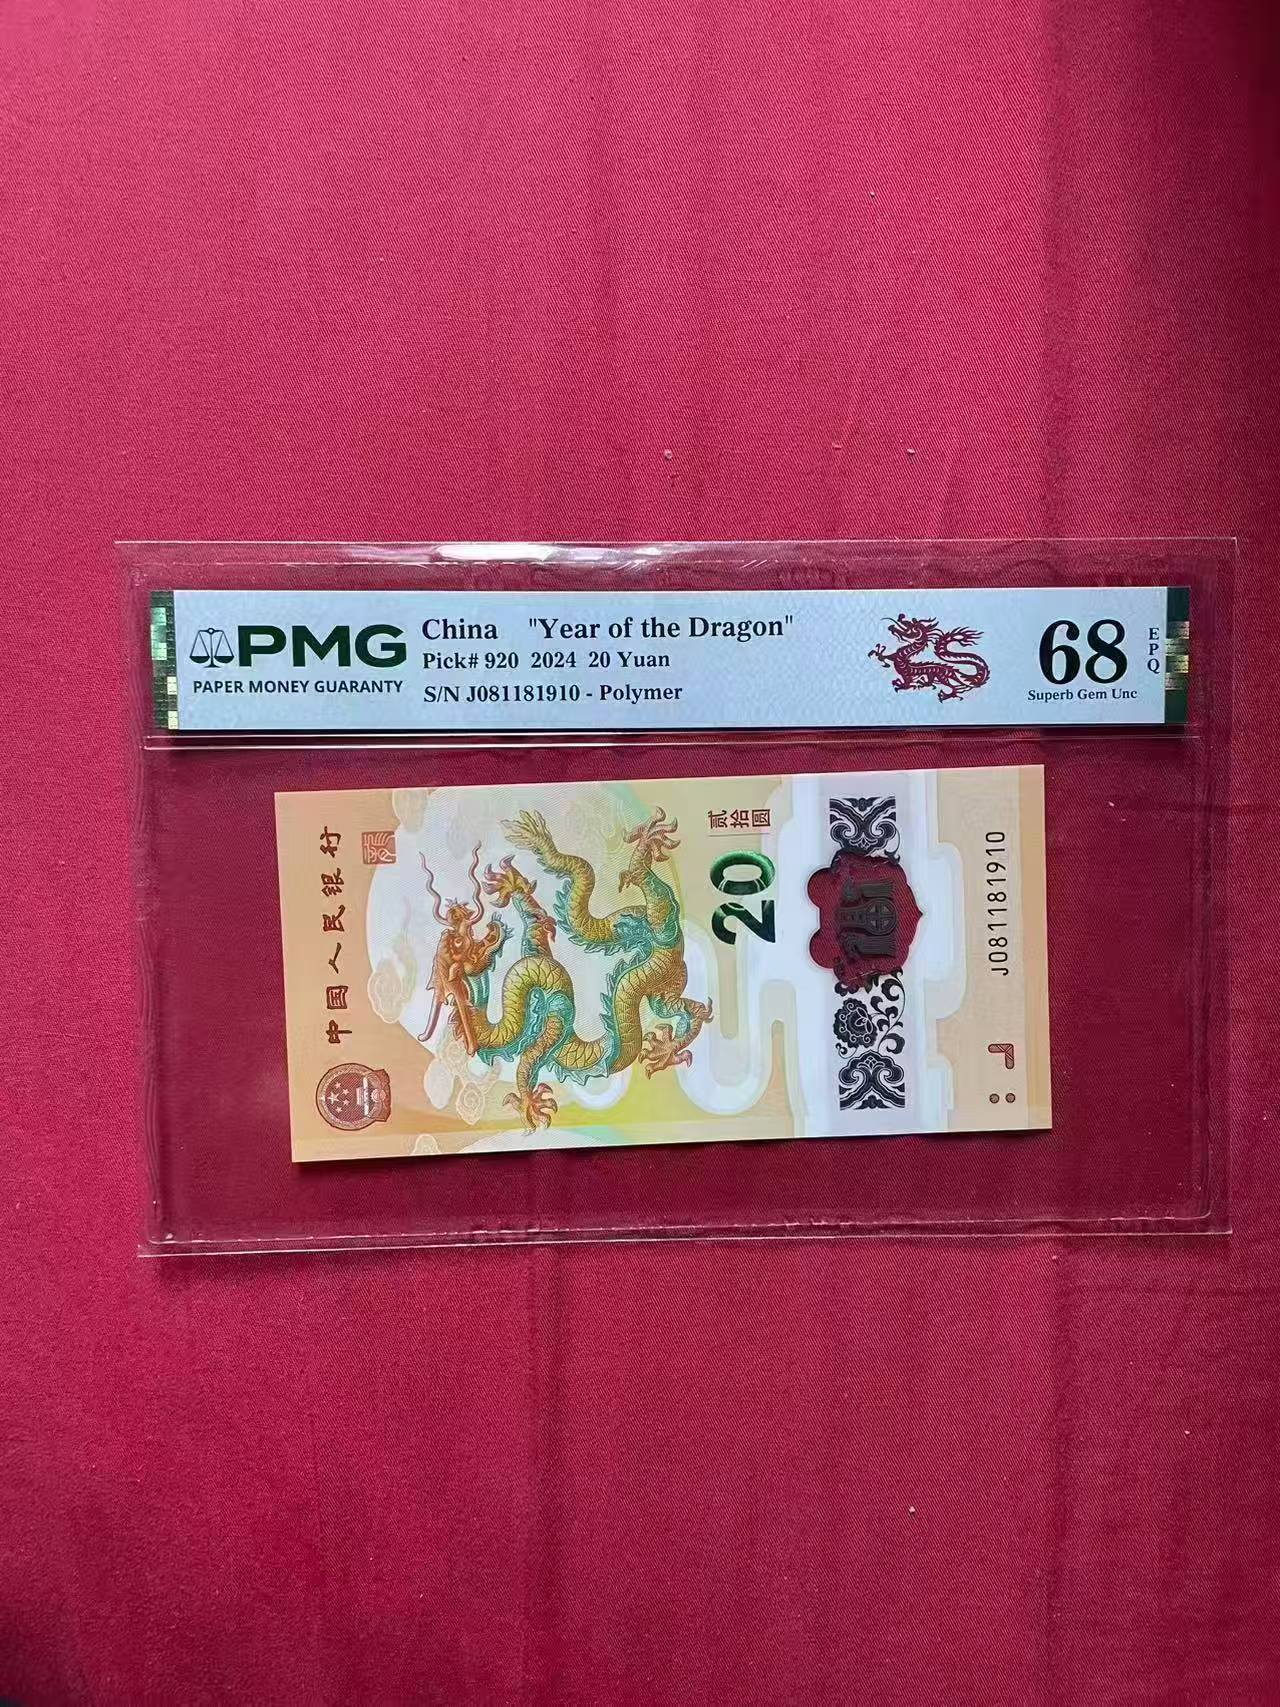 PMG
PAPER MONEY GUARANTY
China "Year of the Dragon"
Pick# 920 2024 20 Yuan
S/N J081181910 - Polymer
68
EPQ
Superb Gem Unc
中国人民银行
贰拾圆
20
J081181910